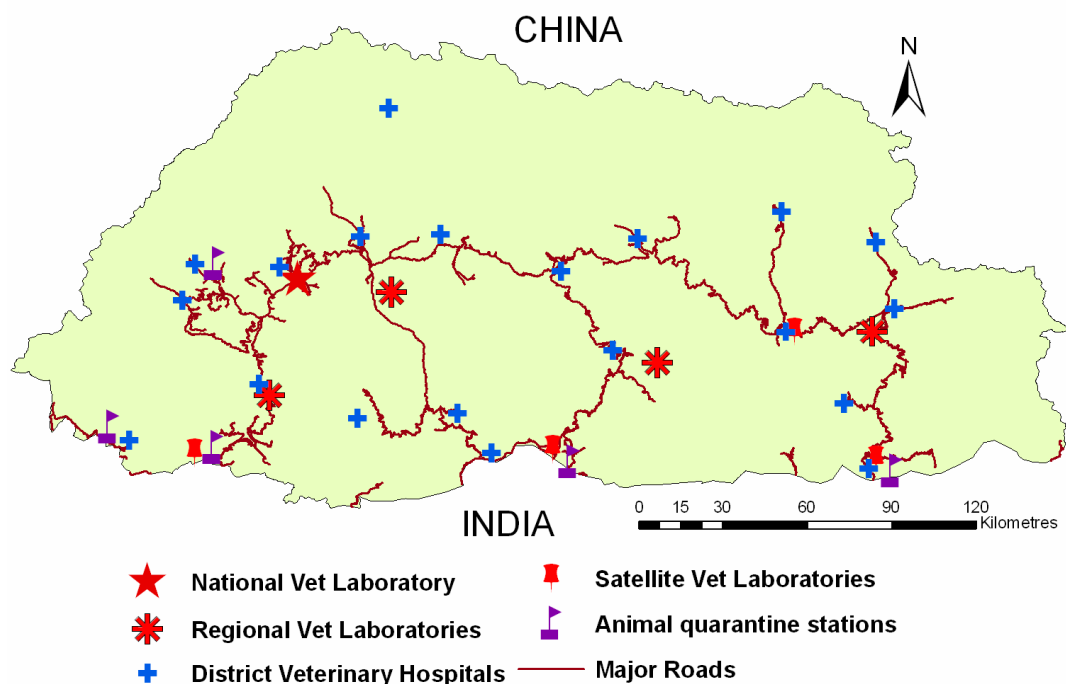 CHINA
N
INDIA
0 15 30 60 90 120
Kilometres
National Vet Laboratory
Satellite Vet Laboratories
Regional Vet Laboratories
Animal quarantine stations
District Veterinary Hospitals
Major Roads